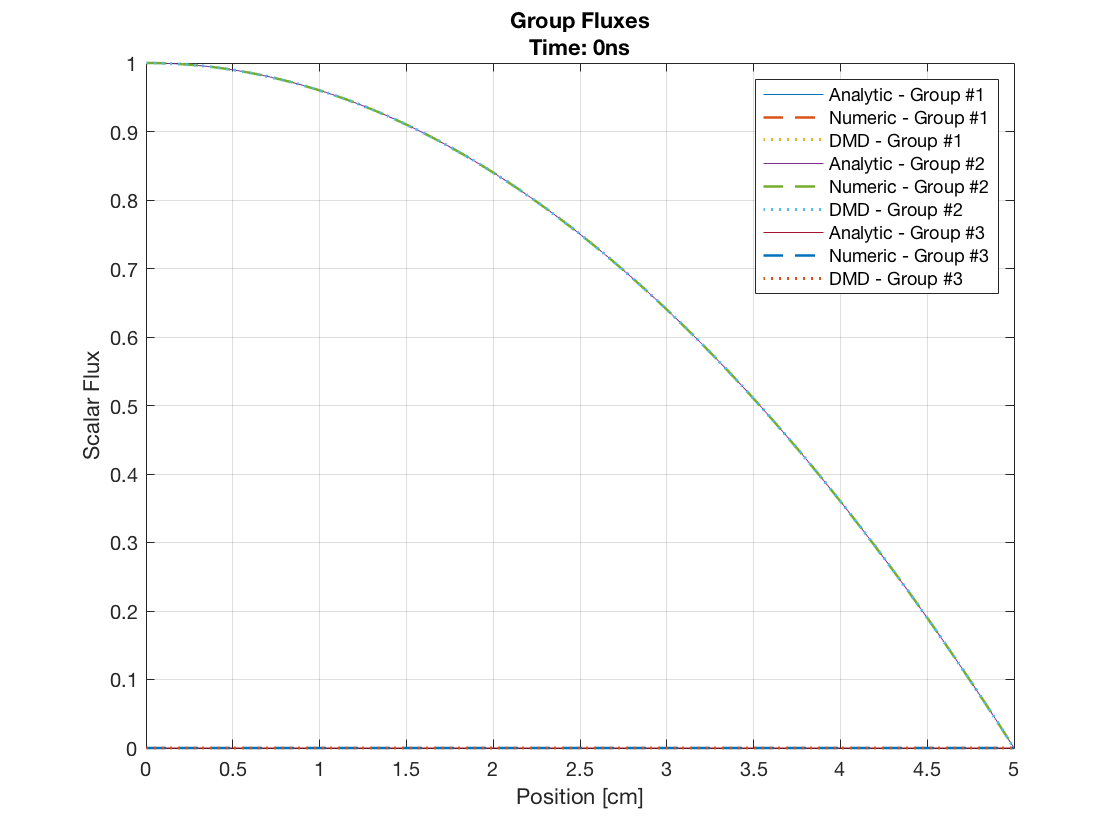 Group Fluxes
Time: 0ns
Analytic - Group #1
Numeric - Group #1
DMD - Group #1
Analytic - Group #2
Numeric - Group #2
DMD - Group #2
Analytic - Group #3
Numeric - Group #3
DMD - Group #3
Scalar Flux
1
0.9
0.8
0.7
0.6
0.5
0.4
0.3
0.2
0.1
0
0 0.5 1 1.5 2 2.5 3 3.5 4 4.5 5
Position [cm]